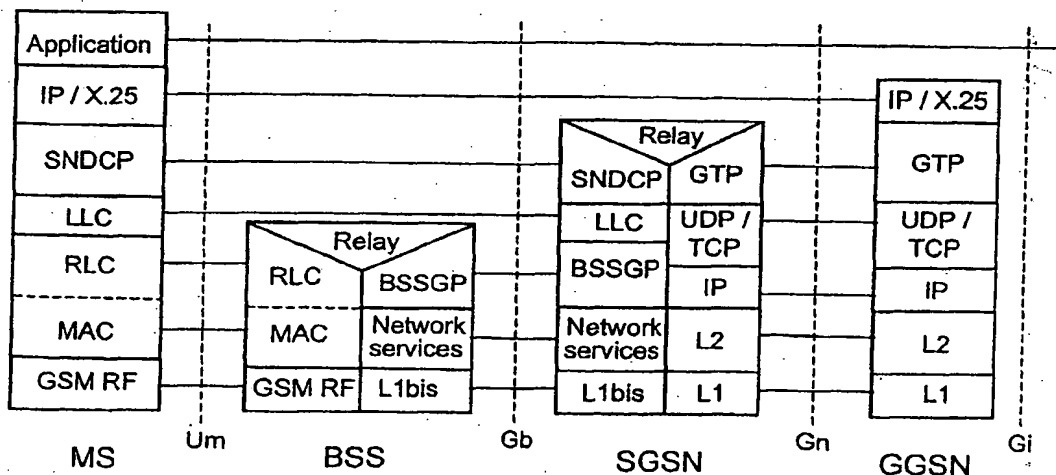 Application
IP / X.25
SNDCP
LLC
RLC
MAC
GSM RF
MS
Um
Relay
RLC
BSSGP
MAC
Network
services
GSM RF
L1bis
BSS
Gb
Relay
SNDCP
GTP
LLC
UDP /
TCP
BSSGP
IP
Network
services
L2
L1bis
L1
SGSN
Gn
IP / X.25
GTP
UDP /
TCP
IP
L2
L1
GGSN
Gi